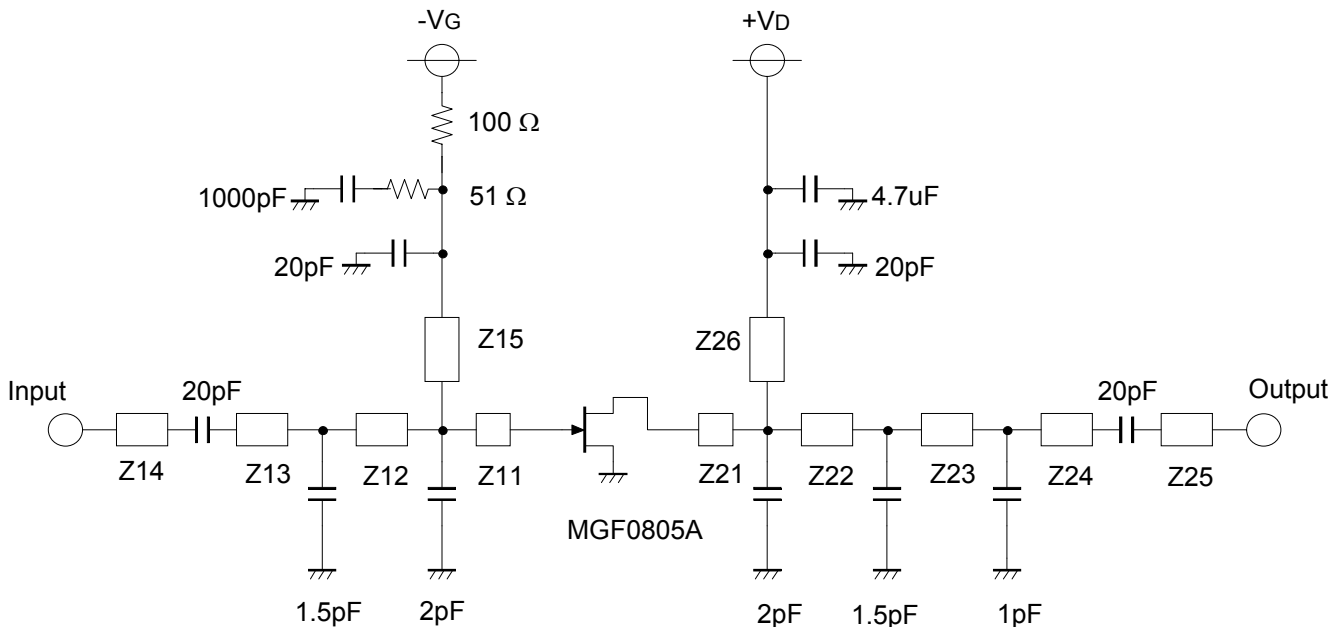 -VG
+VD
100 Ω
1000pF
51 Ω
4.7uF
20pF
20pF
Z15
Z26
Input
20pF
20pF
Output
Z14
Z13
Z12
Z11
Z21
Z22
Z23
Z24
Z25
MGF0805A
1.5pF
2pF
2pF
1.5pF
1pF